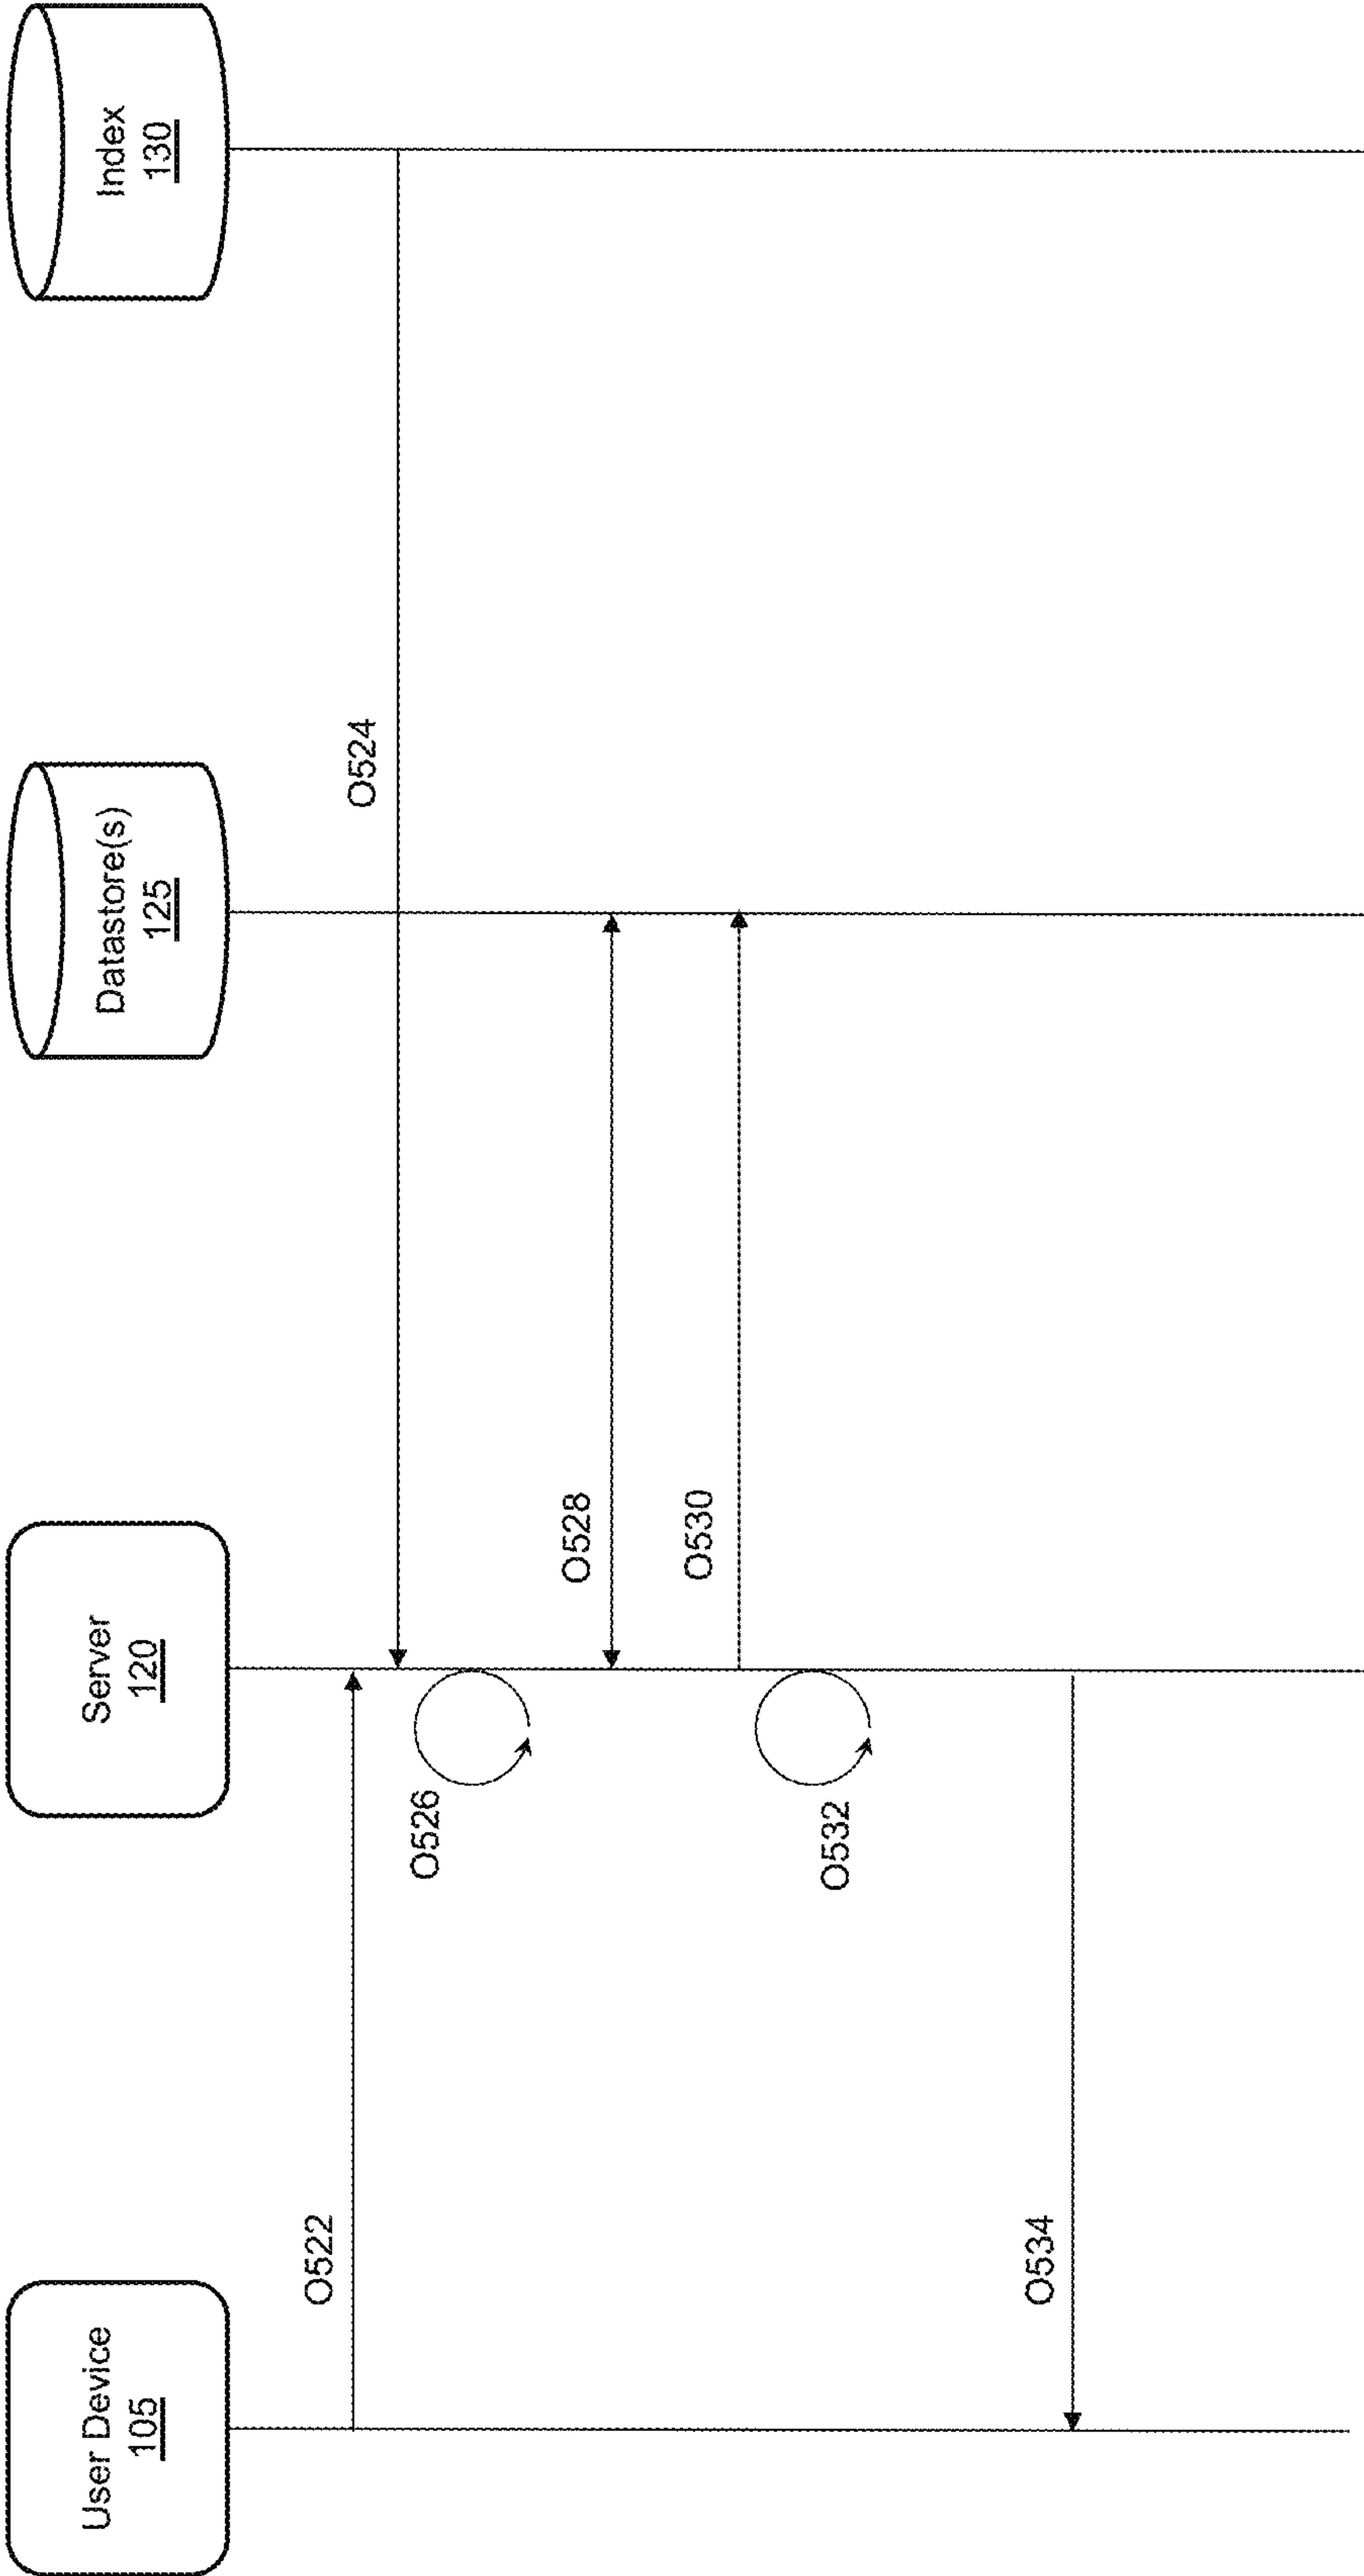 User Device
105
Server
120
Datastore(s)
125
Index
130
O522
O524
O526
O528
O530
O532
O534